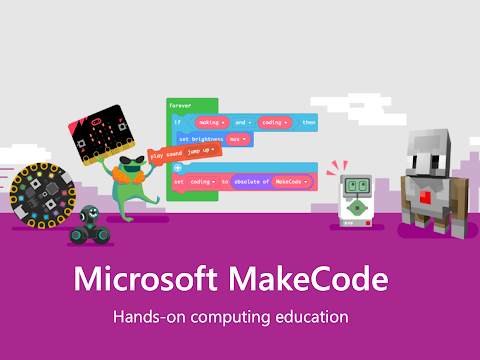 forever
if making and coding then
set brightness max
play sound jump up
set coding to absolute of MakeCode
Microsoft MakeCode
Hands-on computing education